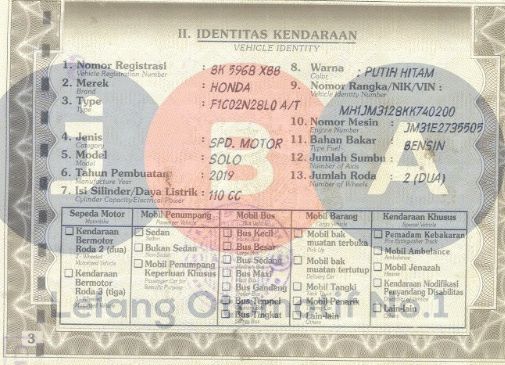 II. IDENTITAS KENDARAAN
VEHICLE IDENTITY
1. Nomor Registrasi : BK 5968 XBB
Vehicle Registration Number
2. Merek : HONDA
Brand
3. Type : F1C02N28L0 A/T
Type
4. Jenis : SPD. MOTOR
Category
5. Model : SOLO
Model
6. Tahun Pembuatan : 2019
Manufacture Year
7. Isi Silinder/Daya Listrik : 110 CC
Cylinder Capacity/Electrical Power
8. Warna : PUTIH HITAM
Color
9. Nomor Rangka/NIK/VIN :
Vehicle Identity Number
MH1JM3128KK740200
10. Nomor Mesin : JM31E2735505
Engine Number
11. Bahan Bakar : BENSIN
Type Fuel
12. Jumlah Sumbu :
Number of Axles
13. Jumlah Roda : 2 (DUA)
Number of Wheels
Sepeda Motor
Motorbike
Kendaraan
Bermotor
Roda 2 (dua)
Kendaraan
Bermotor
Roda 3 (tiga)
Mobil Penumpang
Passenger Vehicle
Sedan
Bukan Sedan
Mobil Penumpang
Keperluan Khusus
Mobil Bus
Bus Kecil
Bus Besar
Bus Sedang
Bus Maxi
Bus Gandeng
Bus Tempel
Bus Tingkat
Mobil Barang
Mobil bak
muatan terbuka
Mobil bak
muatan tertutup
Mobil Tangki
Mobil Penarik
Lain-lain
Kendaraan Khusus
Pemadam Kebakaran
Mobil Ambulance
Mobil Jenazah
Kendaraan Modifikasi
Penyandang Disabilitas
Lain-lain
3
IBA
Lelang Otomotif No.1